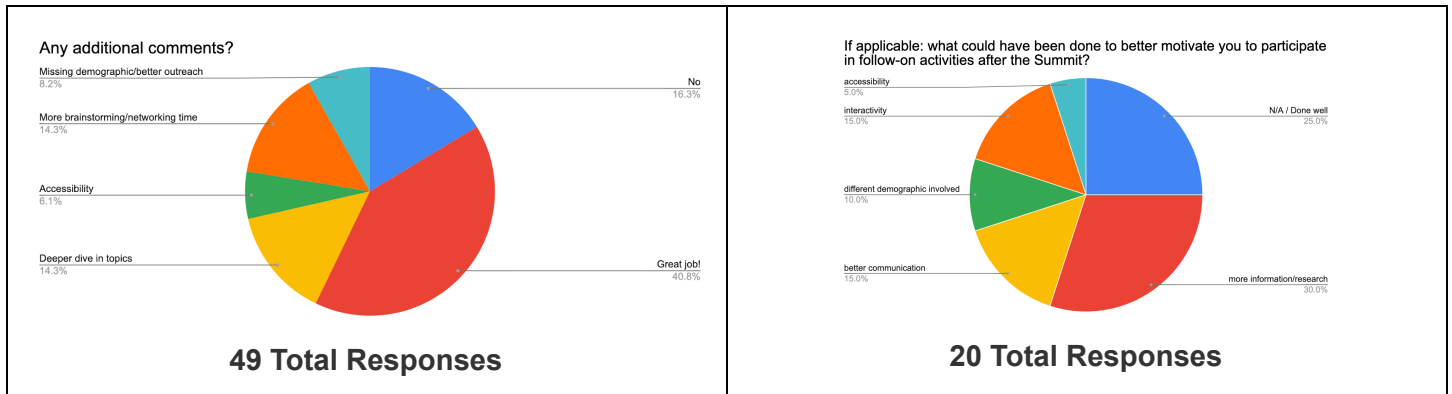 Any additional comments?
Missing demographic/better outreach
8.2%
No
16.3%
More brainstorming/networking time
14.3%
Accessibility
6.1%
Deeper dive in topics
14.3%
Great job!
40.8%
49 Total Responses
If applicable: what could have been done to better motivate you to participate
in follow-on activities after the Summit?
accessibility
5.0%
interactivity
15.0%
N/A / Done well
25.0%
different demographic involved
10.0%
better communication
15.0%
more information/research
30.0%
20 Total Responses